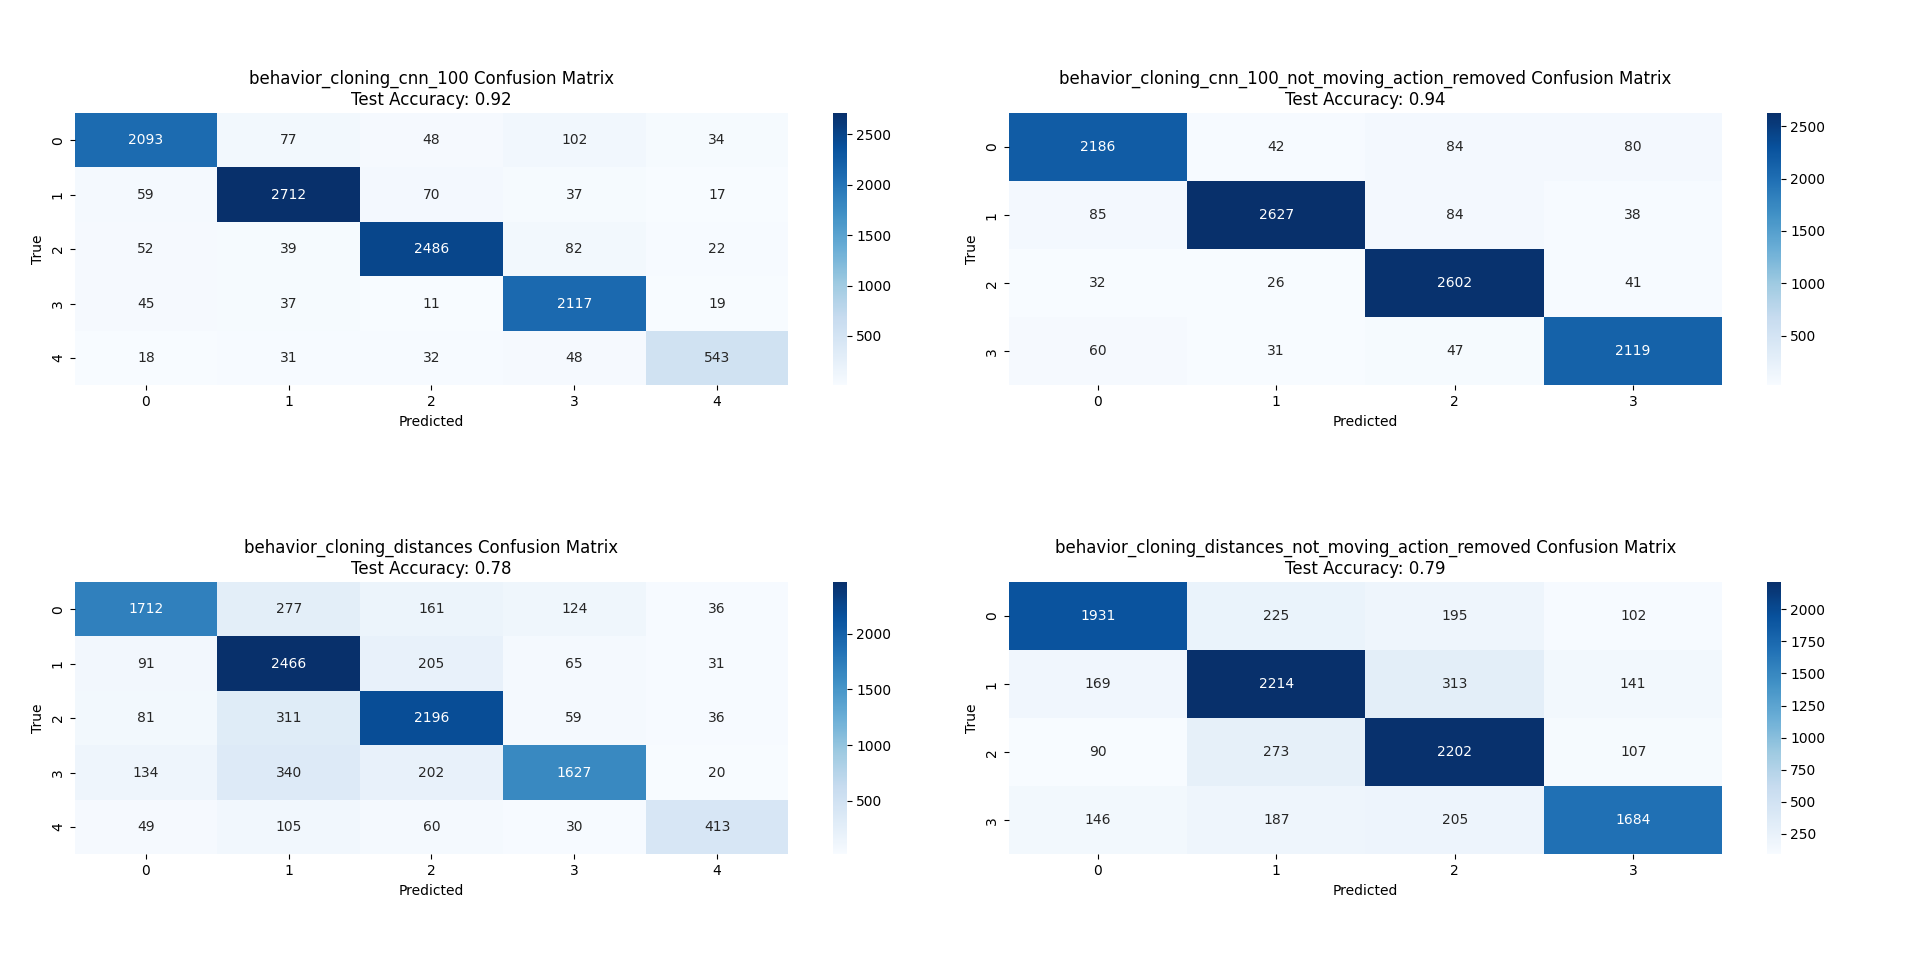 behavior_cloning_cnn_100 Confusion Matrix
Test Accuracy: 0.92
True
0 2093 77 48 102 34
1 59 2712 70 37 17
2 52 39 2486 82 22
3 45 37 11 2117 19
4 18 31 32 48 543
0 1 2 3 4
Predicted
2500
2000
1500
1000
500
behavior_cloning_cnn_100_not_moving_action_removed Confusion Matrix
Test Accuracy: 0.94
True
0 2186 42 84 80
1 85 2627 84 38
2 32 26 2602 41
3 60 31 47 2119
0 1 2 3
Predicted
2500
2000
1500
1000
500
behavior_cloning_distances Confusion Matrix
Test Accuracy: 0.78
True
0 1712 277 161 124 36
1 91 2466 205 65 31
2 81 311 2196 59 36
3 134 340 202 1627 20
4 49 105 60 30 413
0 1 2 3 4
Predicted
2000
1500
1000
500
behavior_cloning_distances_not_moving_action_removed Confusion Matrix
Test Accuracy: 0.79
True
0 1931 225 195 102
1 169 2214 313 141
2 90 273 2202 107
3 146 187 205 1684
0 1 2 3
Predicted
2000
1750
1500
1250
1000
750
500
250